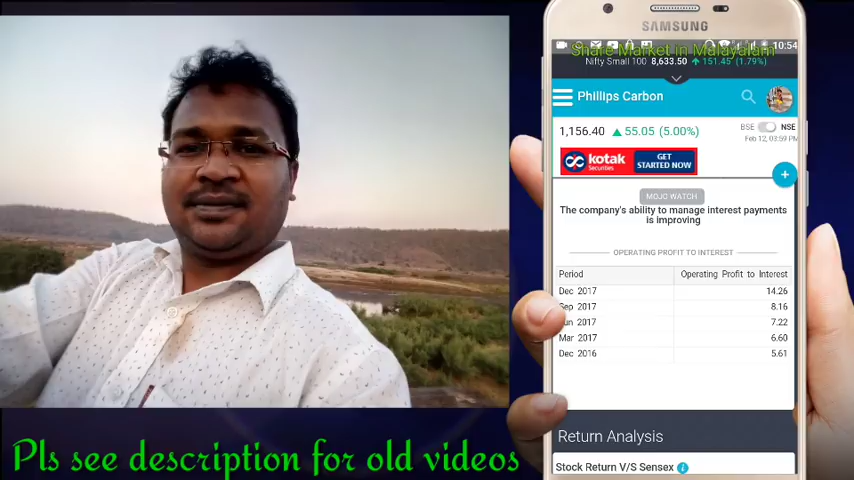 SAMSUNG
10:54
Share Market in Malayalam
Nifty Small 100 8,633.50 151.45 (1.79%)
Phillips Carbon
1,156.40 ▲ 55.05 (5.00%)
BSE NSE
Feb 12, 03:59 PM
kotak Securities GET STARTED NOW
+
MOJO WATCH
The company's ability to manage interest payments
is improving
OPERATING PROFIT TO INTEREST
Period Operating Profit to Interest
Dec 2017 14.26
Sep 2017 8.16
Jun 2017 7.22
Mar 2017 6.60
Dec 2016 5.61
Return Analysis
Stock Return V/S Sensex
Pls see description for old videos